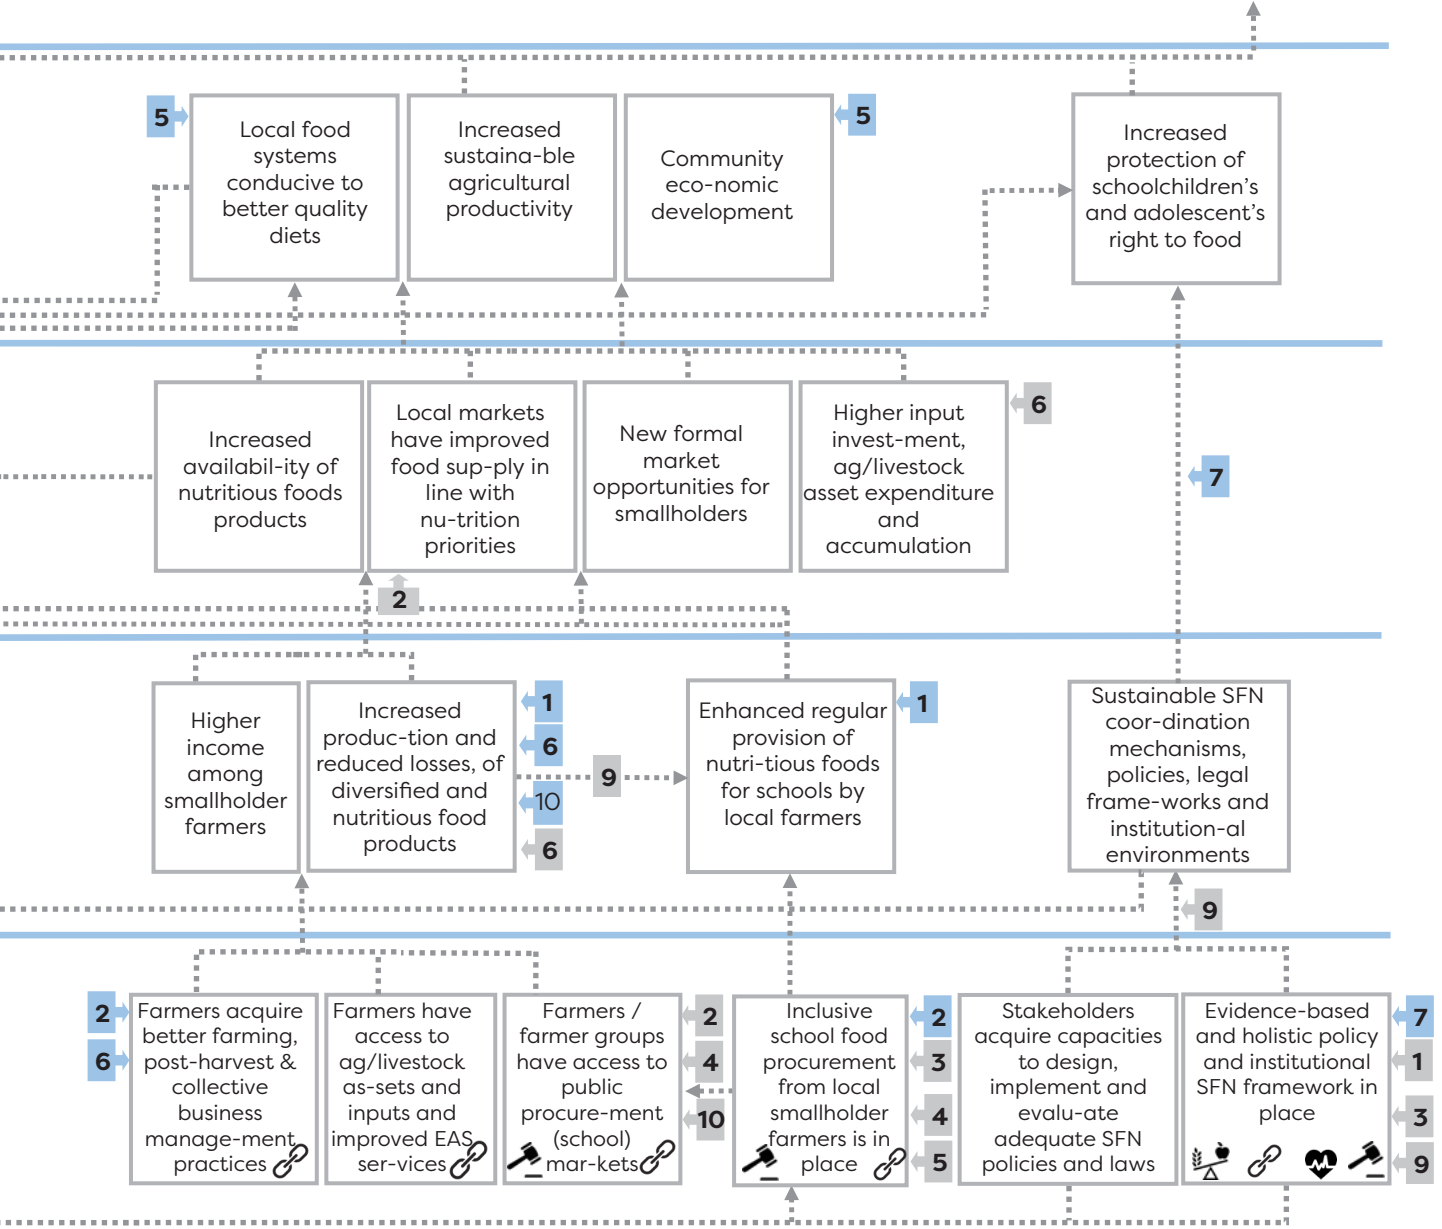 5
Local food
systems
conducive to
better quality
diets
Increased
sustaina-ble
agricultural
productivity
Community
eco-nomic
development
5
Increased
protection of
schoolchildren's
and adolescent's
right to food
Increased
availabil-ity of
nutritious foods
products
Local markets
have improved
food sup-ply in
line with
nu-trition
priorities
2
New formal
market
opportunities for
smallholders
Higher input
invest-ment,
ag/livestock
asset expenditure
and
accumulation
6
7
Higher
income
among
smallholder
farmers
Increased
produc-tion and
reduced losses, of
diversified and
nutritious food
products
1
6
10
6
9
Enhanced regular
provision of
nutri-tious foods
for schools by
local farmers
1
Sustainable SFN
coor-dination
mechanisms,
policies, legal
frame-works and
institution-al
environments
9
2
6
Farmers acquire
better farming,
post-harvest &
collective
business
manage-ment
practices
Farmers have
access to
ag/livestock
as-sets and
inputs and
improved EAS
ser-vices
Farmers /
farmer groups
have access to
public
procure-ment
(school)
mar-kets
2
4
10
Inclusive
school food
procurement
from local
smallholder
farmers is in
place
2
3
4
5
Stakeholders
acquire capacities
to design,
implement and
evalu-ate
adequate SFN
policies and laws
Evidence-based
and holistic policy
and institutional
SFN framework in
place
7
1
3
9